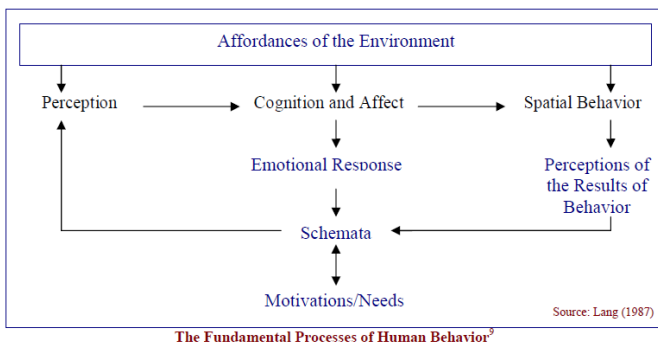 Affordances of the Environment
Perception
Cognition and Affect
Spatial Behavior
Emotional Response
Perceptions of
the Results of
Behavior
Schemata
Motivations/Needs
Source: Lang (1987)
The Fundamental Processes of Human Behavior⁹